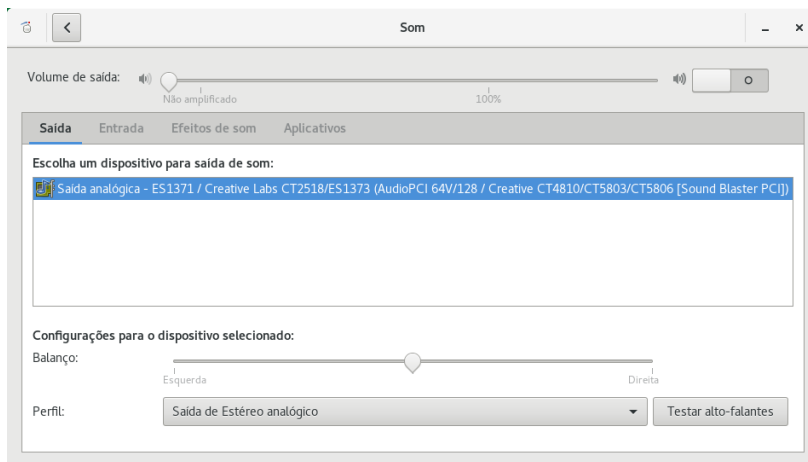 Som
Volume de saída:
Não amplificado
100%
Saída Entrada Efeitos de som Aplicativos
Escolha um dispositivo para saída de som:
Saída analógica - ES1371 / Creative Labs CT2518/ES1373 (AudioPCI 64V/128 / Creative CT4810/CT5803/CT5806 [Sound Blaster PCI])
Configurações para o dispositivo selecionado:
Balanço:
Esquerda Direita
Perfil: Saída de Estéreo analógico Testar alto-falantes